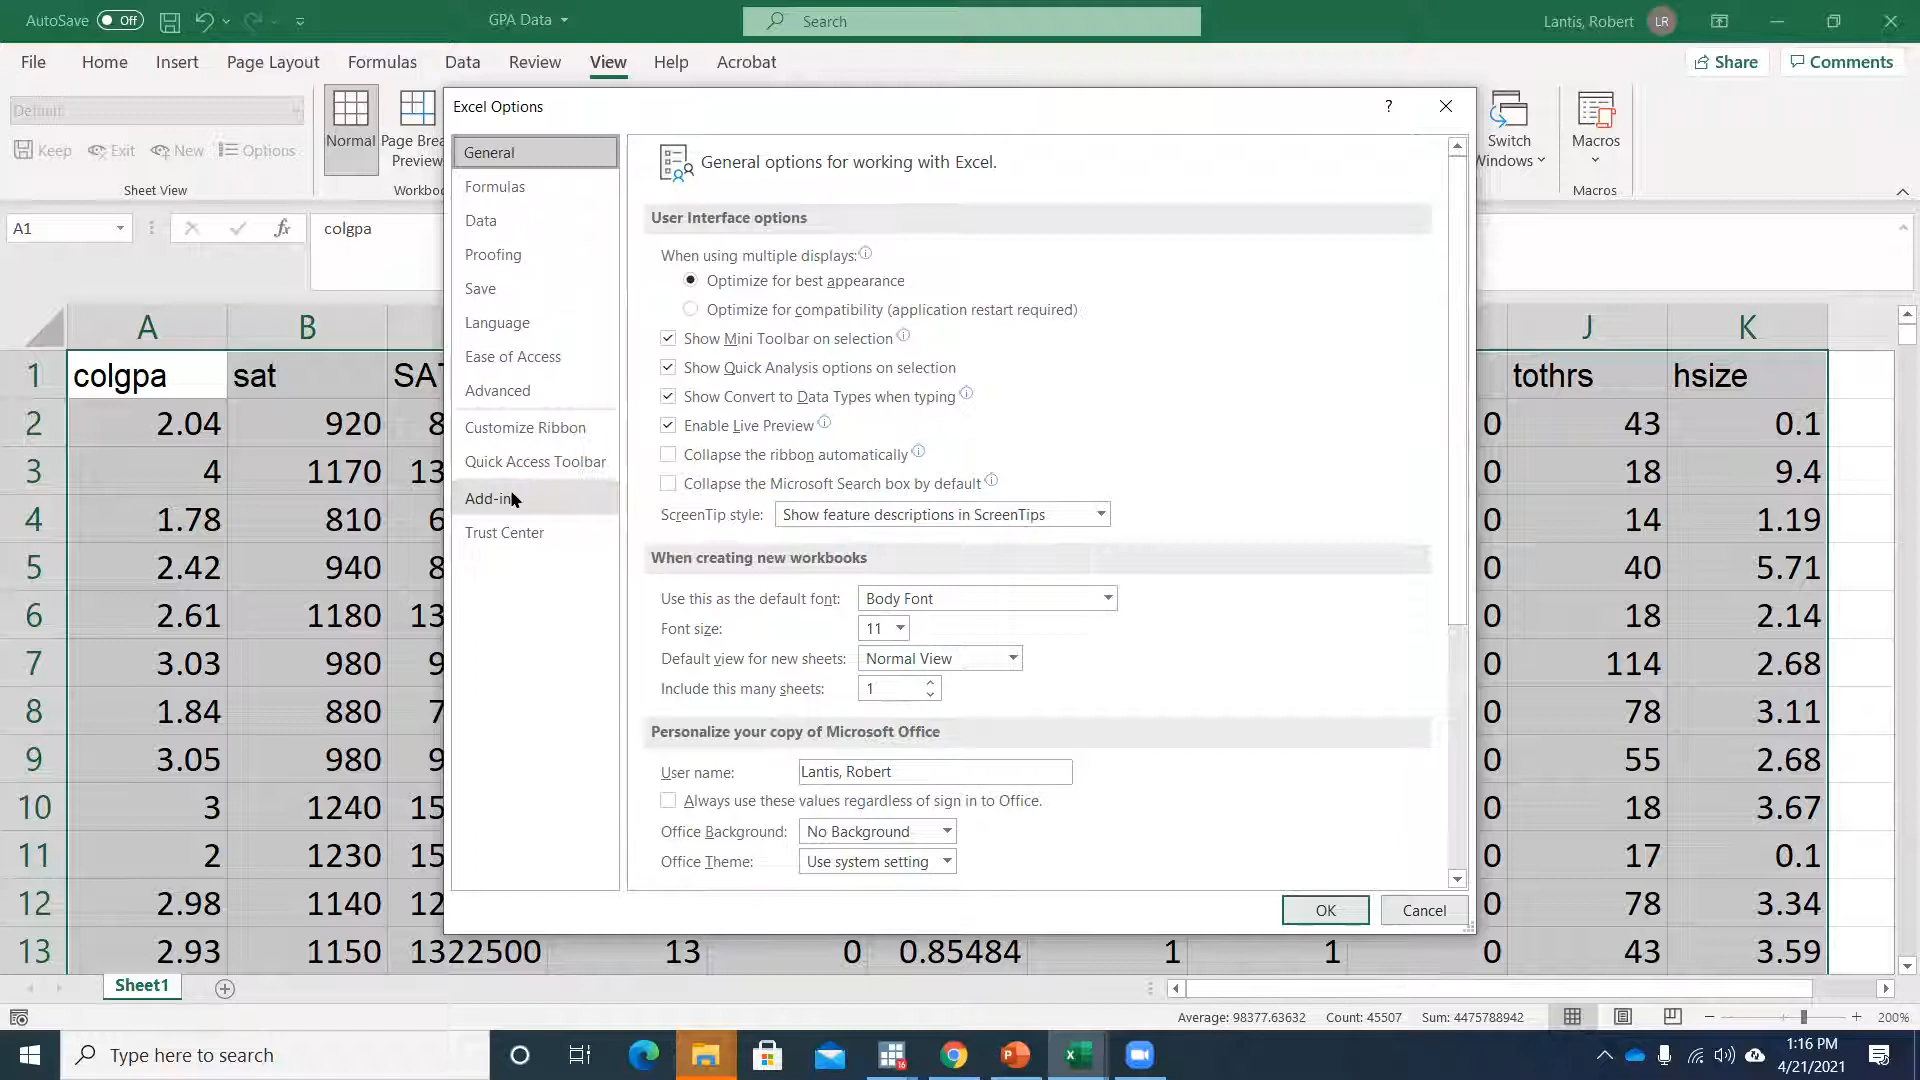 AutoSave Off
GPA Data
Search
Lantis, Robert LR
File Home Insert Page Layout Formulas Data Review View Help Acrobat
Share Comments
Default
Keep Exit New Options
Sheet View
Normal
Page Brea
Preview
Workboo
Switch
Windows
Macros
Macros
A1
fx
colgpa
Excel Options
?
General
Formulas
Data
Proofing
Save
Language
Ease of Access
Advanced
Customize Ribbon
Quick Access Toolbar
Add-in
Trust Center
General options for working with Excel.
User Interface options
When using multiple displays:
Optimize for best appearance
Optimize for compatibility (application restart required)
Show Mini Toolbar on selection
Show Quick Analysis options on selection
Show Convert to Data Types when typing
Enable Live Preview
Collapse the ribbon automatically
Collapse the Microsoft Search box by default
ScreenTip style: Show feature descriptions in ScreenTips
When creating new workbooks
Use this as the default font: Body Font
Font size: 11
Default view for new sheets: Normal View
Include this many sheets: 1
Personalize your copy of Microsoft Office
User name: Lantis, Robert
Always use these values regardless of sign in to Office.
Office Background: No Background
Office Theme: Use system setting
OK Cancel
A B J K
1 colgpa sat SAT tothrs hsize
2 2.04 920 8 0 43 0.1
3 4 1170 13 0 18 9.4
4 1.78 810 6 0 14 1.19
5 2.42 940 8 0 40 5.71
6 2.61 1180 13 0 18 2.14
7 3.03 980 9 0 114 2.68
8 1.84 880 7 0 78 3.11
9 3.05 980 9 0 55 2.68
10 3 1240 15 0 18 3.67
11 2 1230 15 0 17 0.1
12 2.98 1140 12 0 78 3.34
13 2.93 1150 1322500 13 0 0.85484 1 1 0 43 3.59
Sheet1
Average: 98377.63632 Count: 45507 Sum: 4475788942
200%
Type here to search
16
1:16 PM
4/21/2021